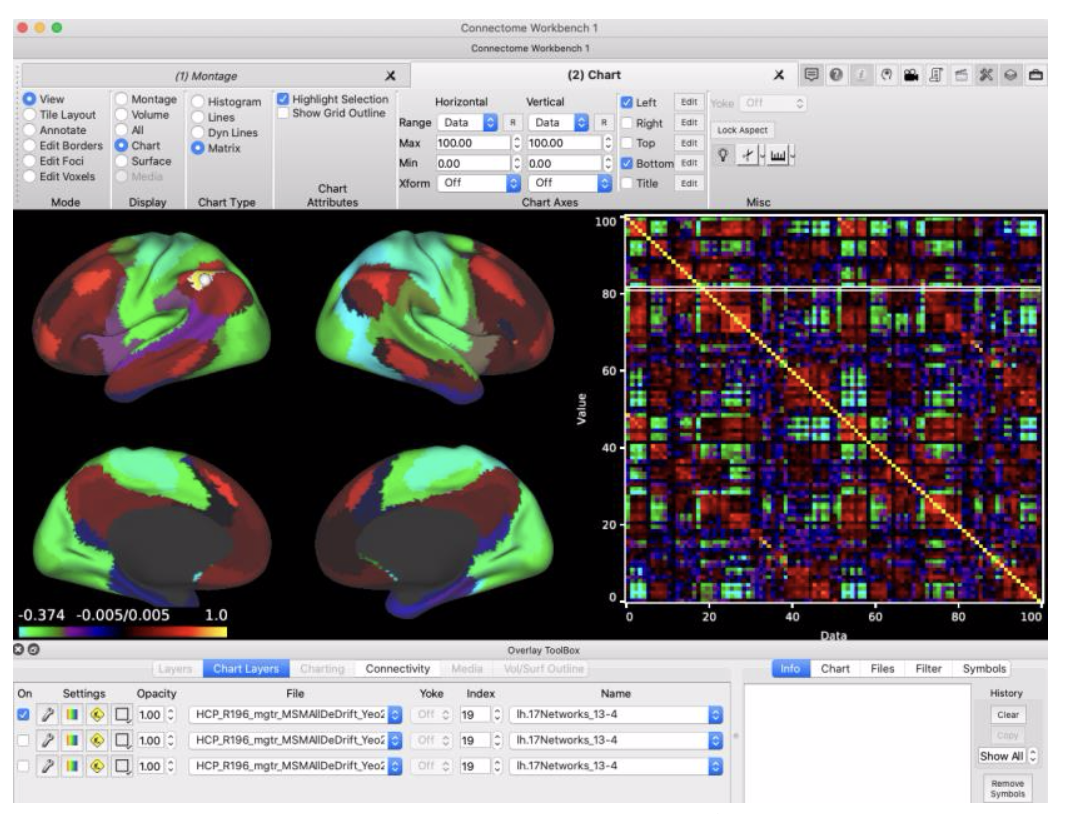 Connectome Workbench 1
Connectome Workbench 1
(1) Montage X (2) Chart X
View Montage Histogram Highlight Selection Horizontal Vertical Left Edit Yoke Off
Tile Layout Volume Lines Show Grid Outline Range Data R Data R Right Edit
Annotate All Dyn Lines Max 100.00 100.00 Top Edit Lock Aspect
Edit Borders Chart Matrix Min 0.00 0.00 Bottom Edit
Edit Foci Surface Chart Xform Off Off Title Edit
Edit Voxels Media
Mode Display Chart Type Attributes Chart Axes Misc
100
80
60
Value
40
20
0
-0.374 -0.005/0.005 1.0
0 20 40 60 80 100
Data
Overlay ToolBox
Layers Chart Layers Charting Connectivity Media Vol/Surf Outline Info Chart Files Filter Symbols
On Settings Opacity File Yoke Index Name History
1.00 HCP_R196_mgtr_MSMAllDeDrift_Yeo2 Off 19 lh.17Networks_13-4 Clear
1.00 HCP_R196_mgtr_MSMAllDeDrift_Yeo2 Off 19 lh.17Networks_13-4 Copy
1.00 HCP_R196_mgtr_MSMAllDeDrift_Yeo2 Off 19 lh.17Networks_13-4 Show All
Remove
Symbols